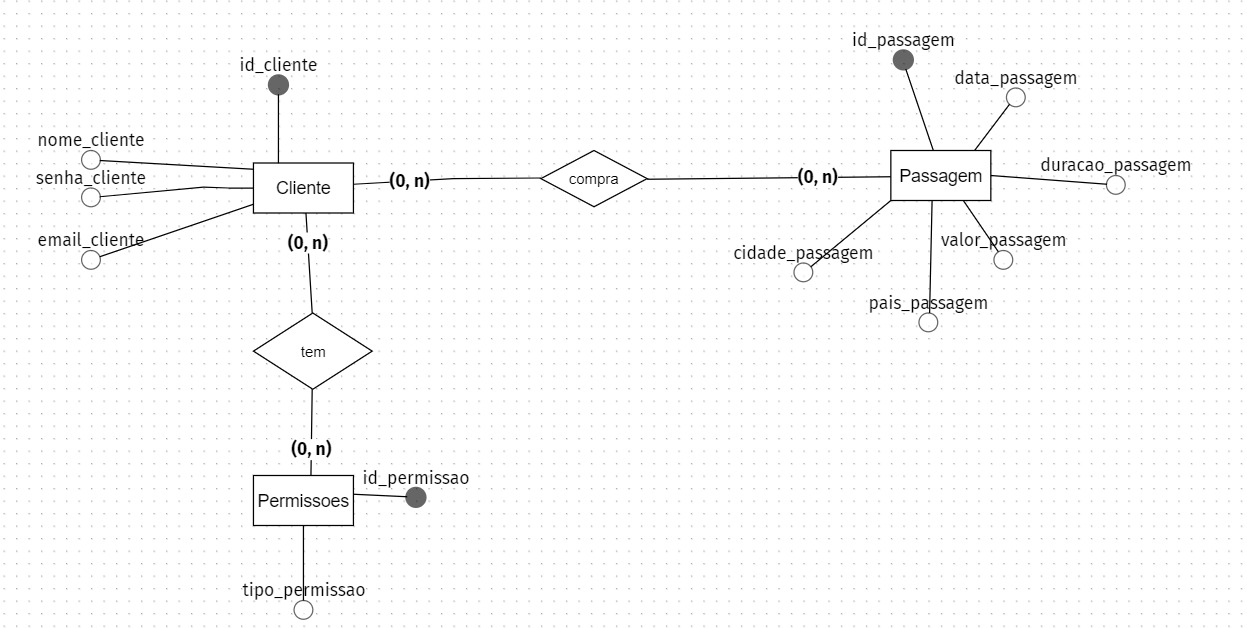 id_passagem
id_cliente
data_passagem
nome_cliente
duracao_passagem
senha_cliente
Cliente
(0, n)
compra
(0, n)
Passagem
email_cliente
(0, n)
cidade_passagem
valor_passagem
pais_passagem
tem
(0, n)
id_permissao
Permissoes
tipo_permissao